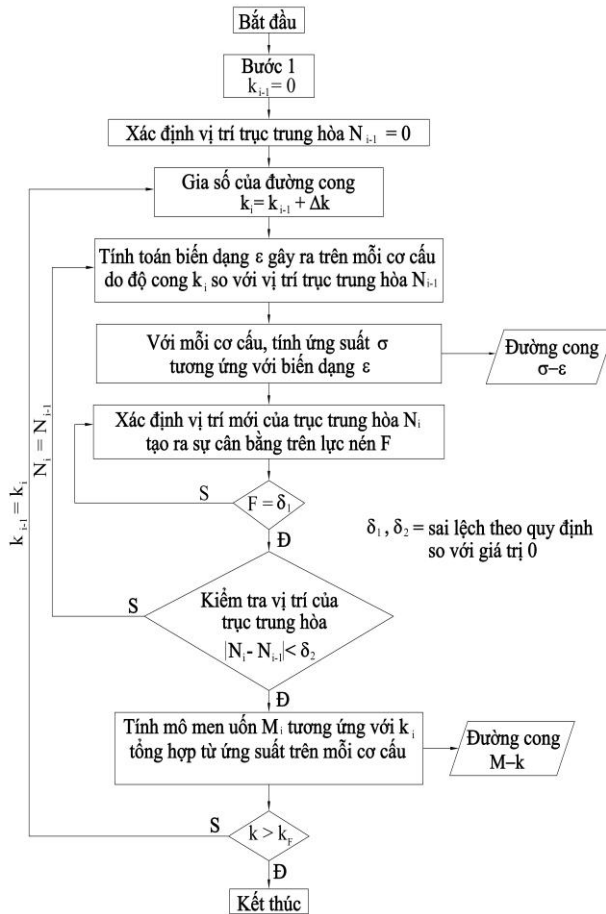 Bắt đầu
Bước 1
k i-1 = 0
Xác định vị trí trục trung hòa N i-1 = 0
Gia số của đường cong
k i = k i-1 + Δk
Tính toán biến dạng ε gây ra trên mỗi cơ cấu
do độ cong k i so với vị trí trục trung hòa N i-1
Với mỗi cơ cấu, tính ứng suất σ
tương ứng với biến dạng ε
Đường cong
σ–ε
Xác định vị trí mới của trục trung hòa N i
tạo ra sự cân bằng trên lực nén F
S
F = δ 1
Đ
δ 1 , δ 2 = sai lệch theo quy định
so với giá trị 0
k i-1 = k i
N i = N i-1
S
Kiểm tra vị trí của
trục trung hòa
|N i - N i-1 |< δ 2
Đ
Tính mô men uốn M i tương ứng với k i
tổng hợp từ ứng suất trên mỗi cơ cấu
Đường cong
M–k
S
k > k F
Đ
Kết thúc